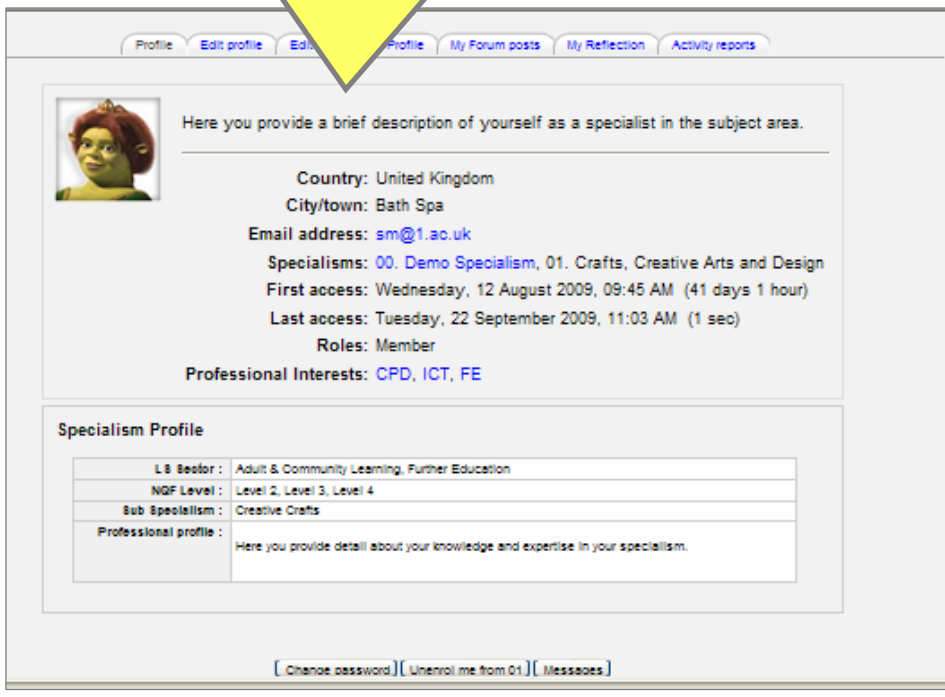 Profile Edit profile Edi Profile My Forum posts My Reflection Activity reports
Here you provide a brief description of yourself as a specialist in the subject area.
Country: United Kingdom
City/town: Bath Spa
Email address: sm@1.ac.uk
Specialisms: 00. Demo Specialism, 01. Crafts, Creative Arts and Design
First access: Wednesday, 12 August 2009, 09:45 AM (41 days 1 hour)
Last access: Tuesday, 22 September 2009, 11:03 AM (1 sec)
Roles: Member
Professional Interests: CPD, ICT, FE
Specialism Profile
LS Sector : Adult & Community Learning, Further Education
NQF Level : Level 2, Level 3, Level 4
Sub Specialism : Creative Crafts
Professional profile :
Here you provide detail about your knowledge and expertise in your specialism.
[ Change password ] [ Unenrol me from 01 ] [ Messages ]